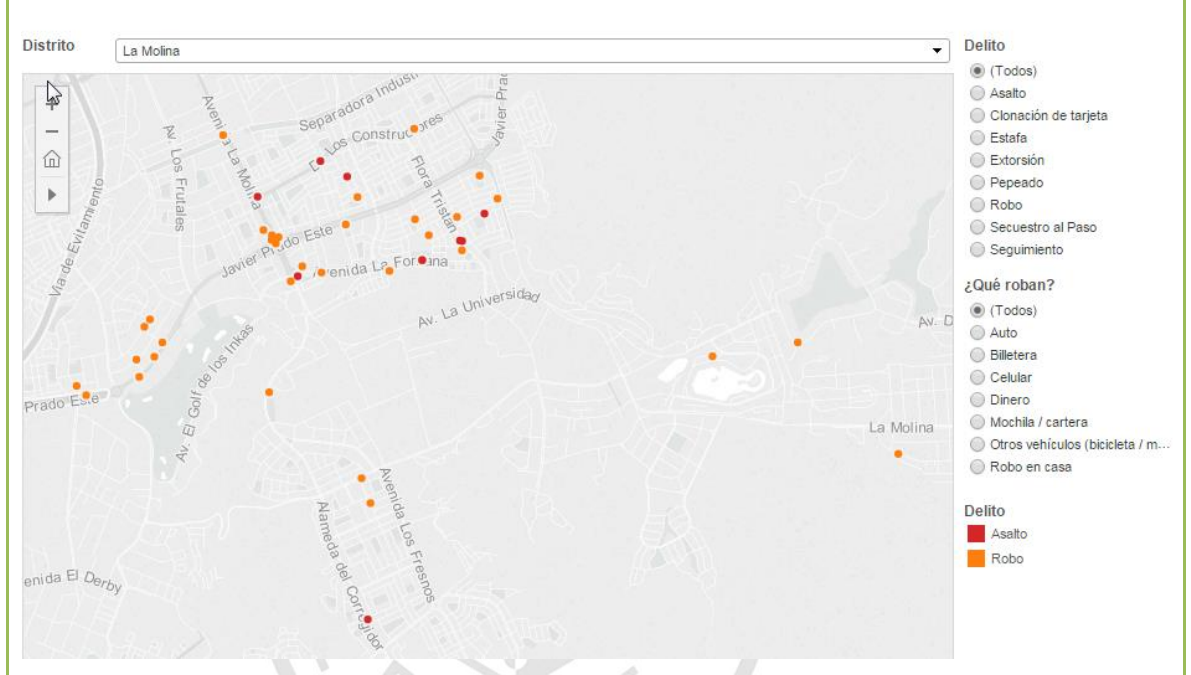 Distrito
La Molina
Separadora Indust
Avenida La Molina
Av. Los Frutales
Los Constructores
Javier Prad
Flora Tristan
Via de Evitamiento
Javier Prado Este
Avenida La Fontana
Av. La Universidad
Av. D
Av. El Golf de los Inkas
Prado Este
La Molina
Avenida Los Fresnos
Alameda del Corregidor
enida El Derby
Delito
(Todos)
Asalto
Clonación de tarjeta
Estafa
Extorsión
Pepeado
Robo
Secuestro al Paso
Seguimiento
¿Qué roban?
(Todos)
Auto
Billetera
Celular
Dinero
Mochila / cartera
Otros vehículos (bicicleta / m...
Robo en casa
Delito
Asalto
Robo